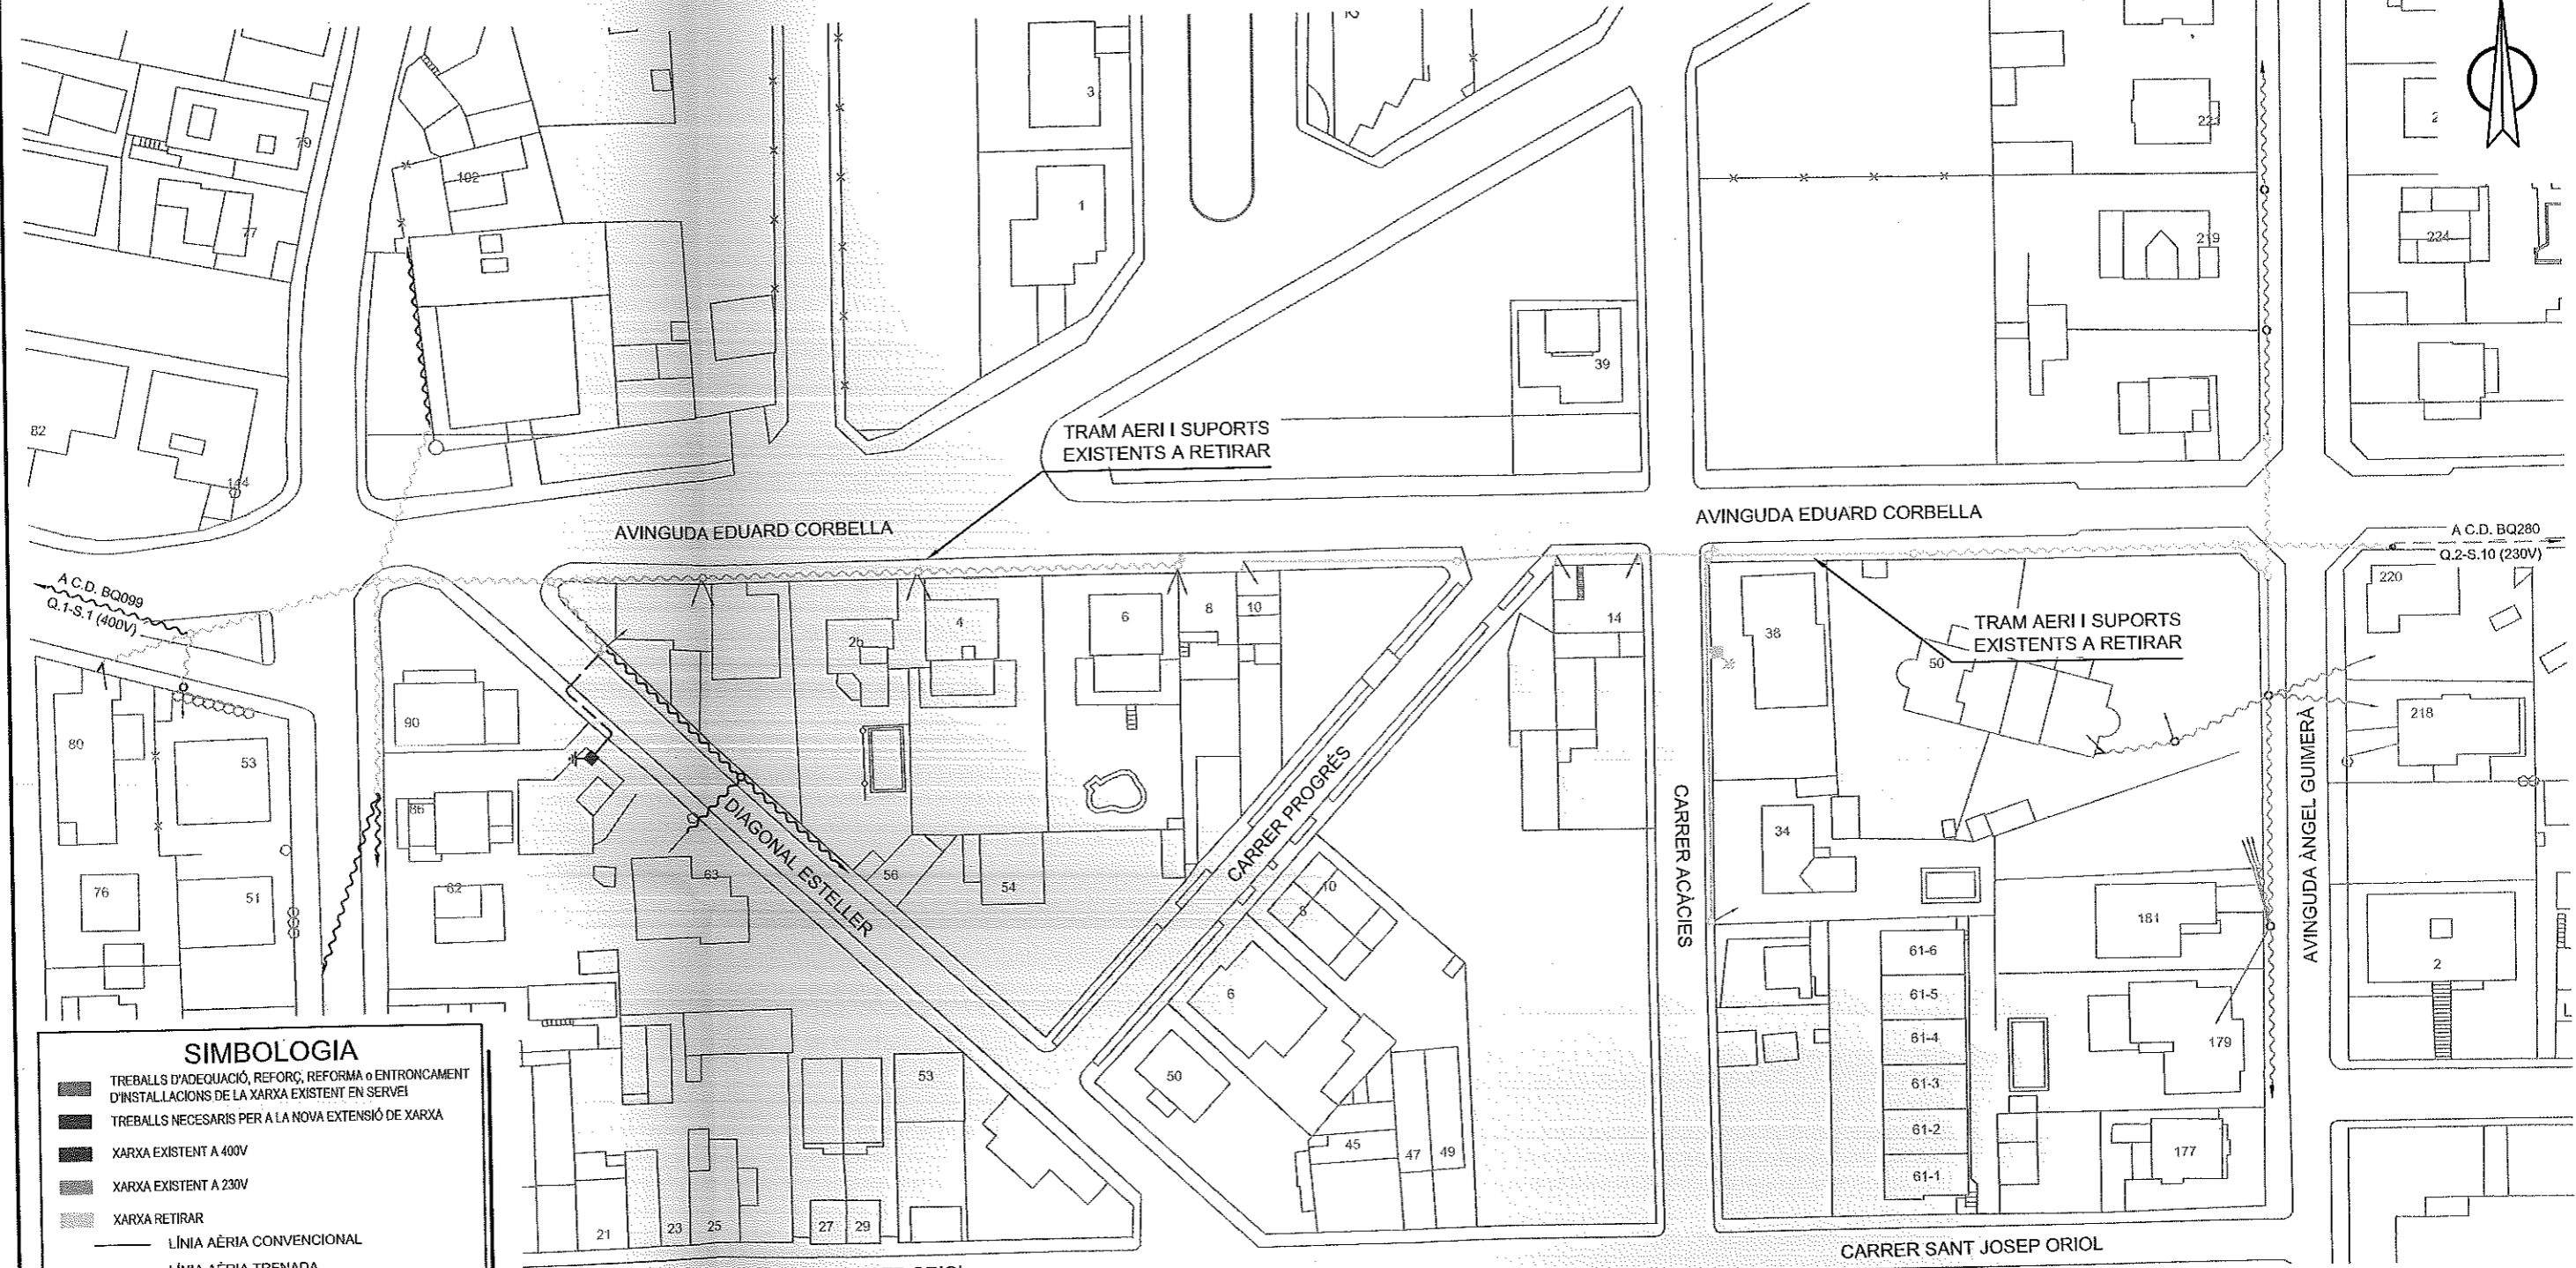 79
102
77
3
1
223
219
224
39
82
144
TRAM AERI I SUPORTS
EXISTENTS A RETIRAR
AVINGUDA EDUARD CORBELLA
AVINGUDA EDUARD CORBELLA
A C.D. BQ280
Q.2-S.10 (230V)
A C.D. BQ099
Q.1-S.1 (400V)
TRAM AERI I SUPORTS
EXISTENTS A RETIRAR
2b
4
6
8
10
14
38
50
220
218
80
53
90
86
76
51
62
63
56
54
DIAGONAL ESTELLER
CARRER PROGRÉS
CARRER ACÀCIES
AVINGUDA ÀNGEL GUIMERÀ
34
10
8
6
50
181
61-6
61-5
61-4
61-3
61-2
61-1
179
177
2
53
45
47
49
21
23
25
27
29
CARRER SANT JOSEP ORIOL
SIMBOLOGIA
TREBALLS D'ADEQUACIÓ, REFORÇ, REFORMA o ENTRONCAMENT
D'INSTAL.LACIONS DE LA XARXA EXISTENT EN SERVEI
TREBALLS NECESARIS PER A LA NOVA EXTENSIÓ DE XARXA
XARXA EXISTENT A 400V
XARXA EXISTENT A 230V
XARXA RETIRAR
LÍNIA AÈRIA CONVENCIONAL
LÍNIA AÈRIA TRENADA